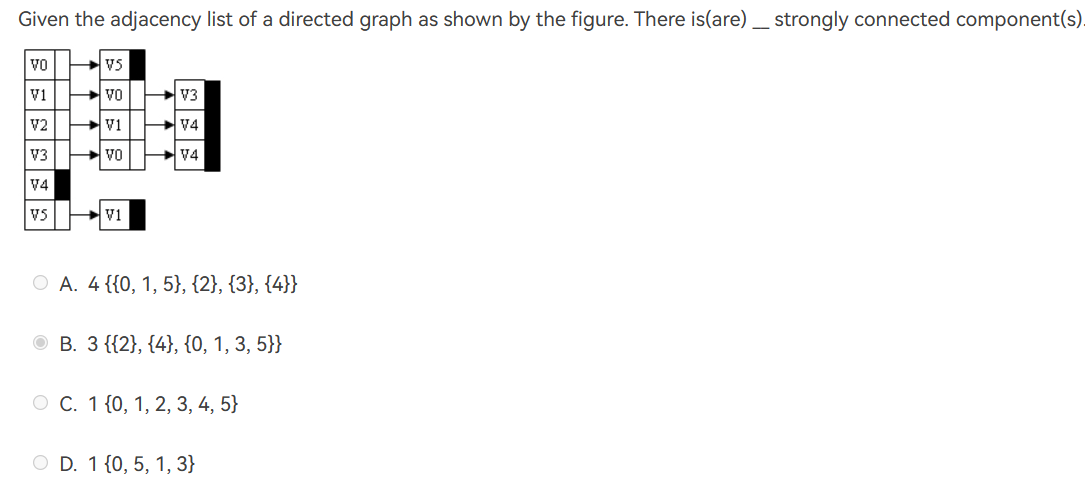 Given the adjacency list of a directed graph as shown by the figure. There is(are) __ strongly connected component(s).
V0 V5
V1 V0 V3
V2 V1 V4
V3 V0 V4
V4
V5 V1
A. 4 {{0, 1, 5}, {2}, {3}, {4}}
B. 3 {{2}, {4}, {0, 1, 3, 5}}
C. 1 {0, 1, 2, 3, 4, 5}
D. 1 {0, 5, 1, 3}